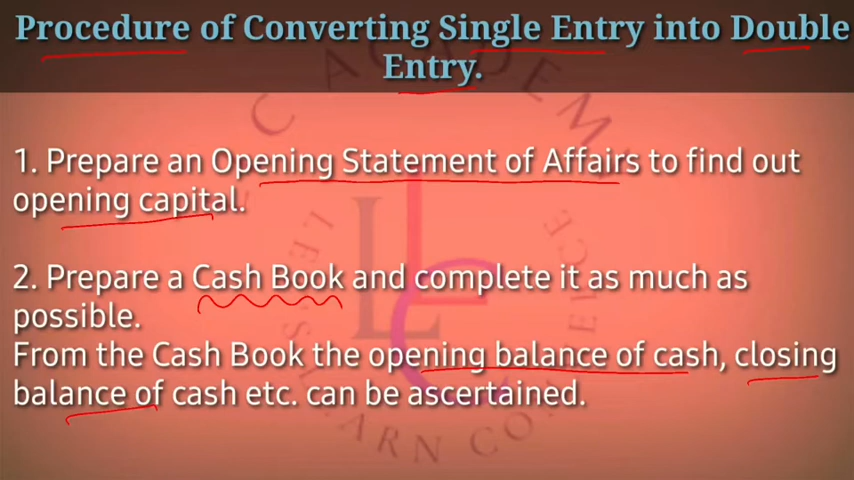 Procedure of Converting Single Entry into Double
Entry.
1. Prepare an Opening Statement of Affairs to find out
opening capital.
2. Prepare a Cash Book and complete it as much as
possible.
From the Cash Book the opening balance of cash, closing
balance of cash etc. can be ascertained.